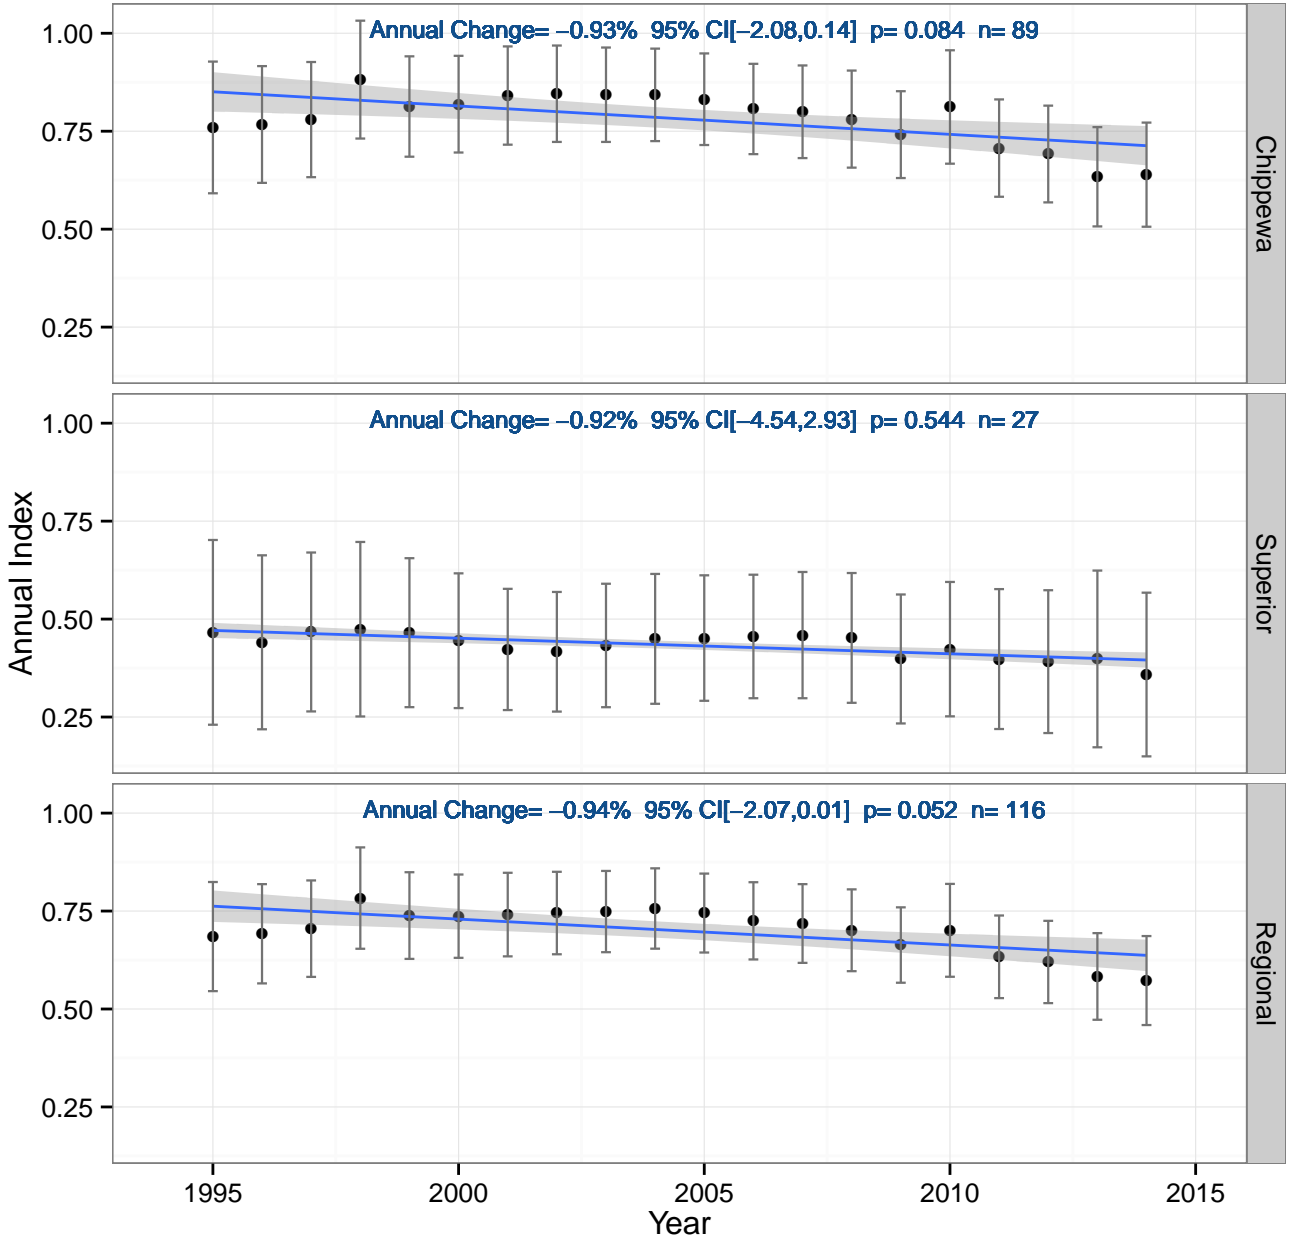 Annual Change= −0.93%  95% CI[−2.08,0.14]  p= 0.084  n= 89
1.00
0.75
0.50
0.25
Chippewa
Annual Change= −0.92%  95% CI[−4.54,2.93]  p= 0.544  n= 27
1.00
0.75
0.50
0.25
Superior
Annual Index
Annual Change= −0.94%  95% CI[−2.07,0.01]  p= 0.052  n= 116
1.00
0.75
0.50
0.25
Regional
1995 2000 2005 2010 2015
Year